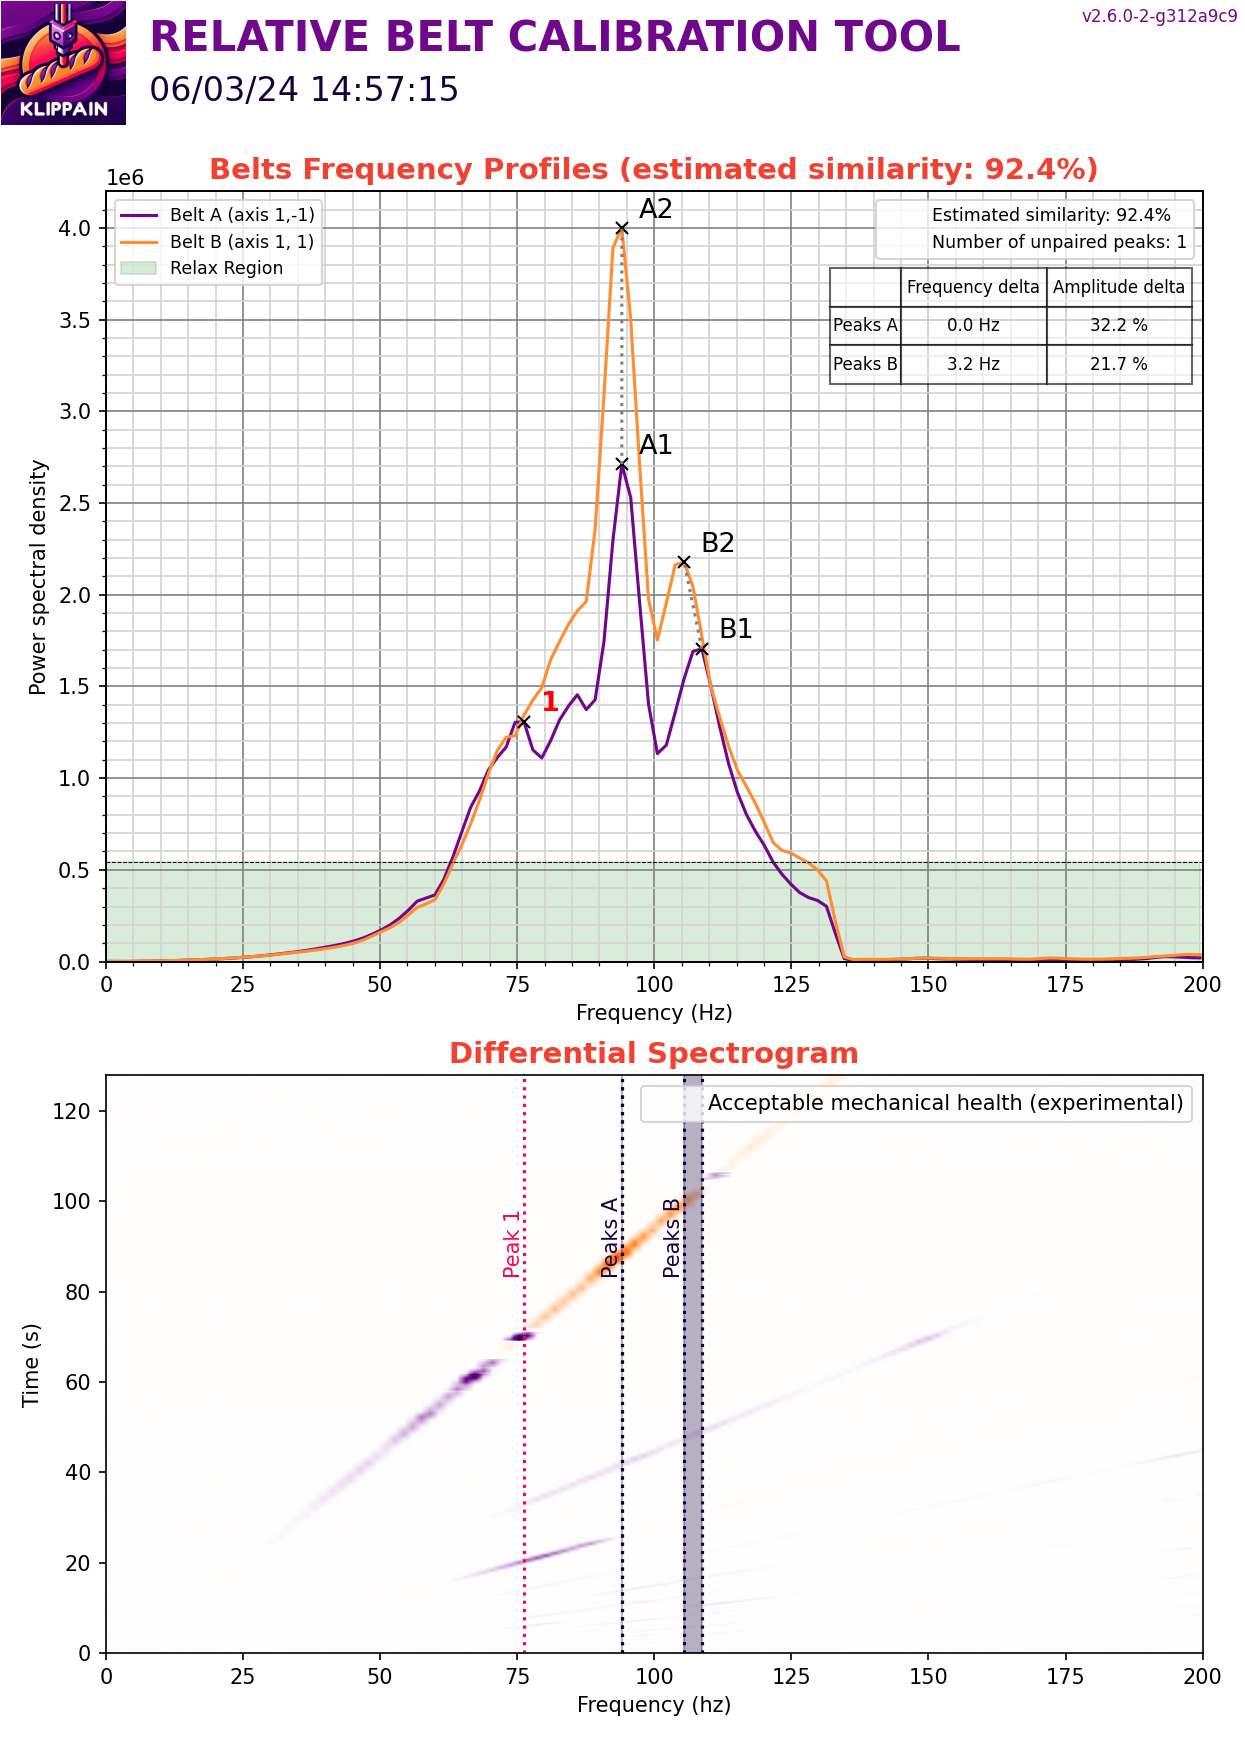 v2.6.0-2-g312a9c9
RELATIVE BELT CALIBRATION TOOL
06/03/24 14:57:15
KLIPPAIN
Belts Frequency Profiles (estimated similarity: 92.4%)
1e6
Belt A (axis 1,-1)
Belt B (axis 1, 1)
Relax Region
Estimated similarity: 92.4%
Number of unpaired peaks: 1
Frequency delta Amplitude delta
Peaks A 0.0 Hz 32.2 %
Peaks B 3.2 Hz 21.7 %
A2
A1
B2
B1
1
4.0
3.5
3.0
2.5
2.0
1.5
1.0
0.5
0.0
Power spectral density
0 25 50 75 100 125 150 175 200
Frequency (Hz)
Differential Spectrogram
Acceptable mechanical health (experimental)
Peak 1
Peaks A
Peaks B
120
100
80
60
40
20
0
Time (s)
0 25 50 75 100 125 150 175 200
Frequency (hz)